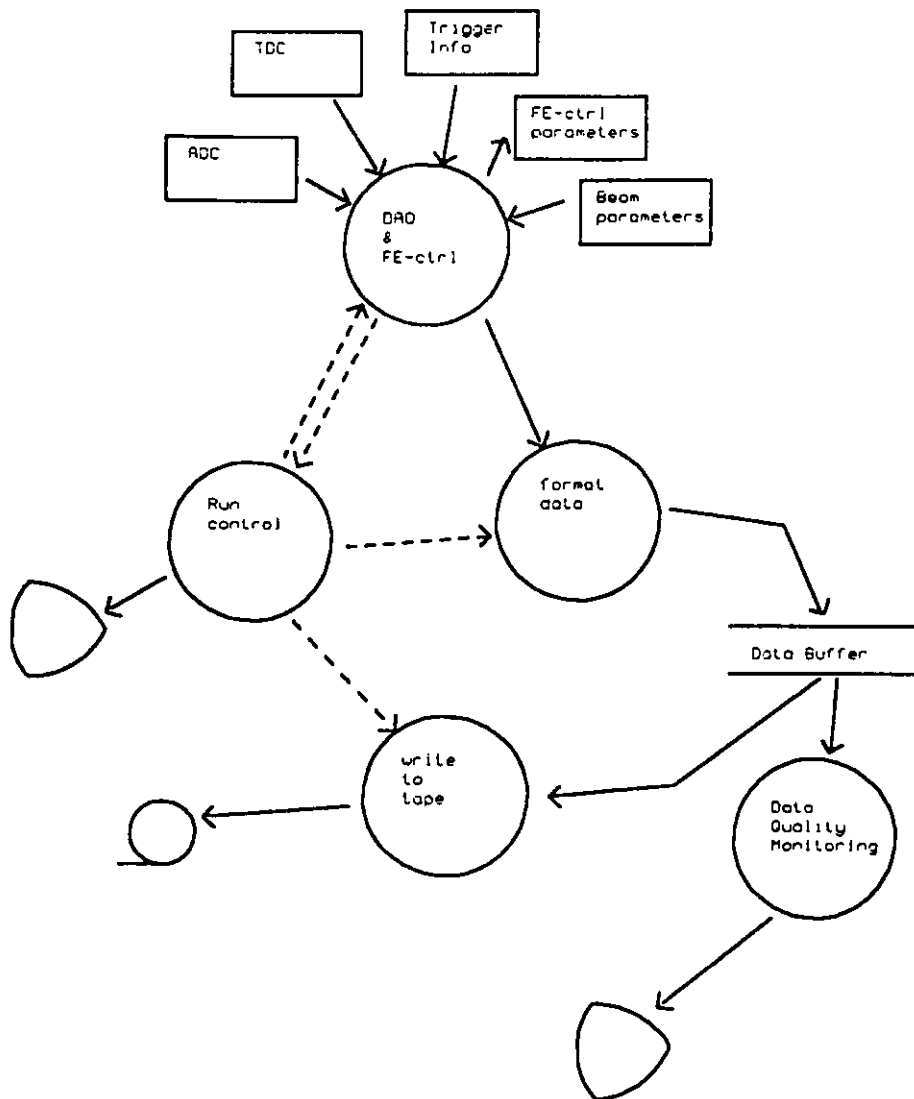 TDC
Trigger
Info
FE-ctrl
parameters
ADC
Beam
parameters
DAQ
&
FE-ctrl
Run
control
format
data
Data Buffer
write
to
tape
Data
Quality
Monitoring